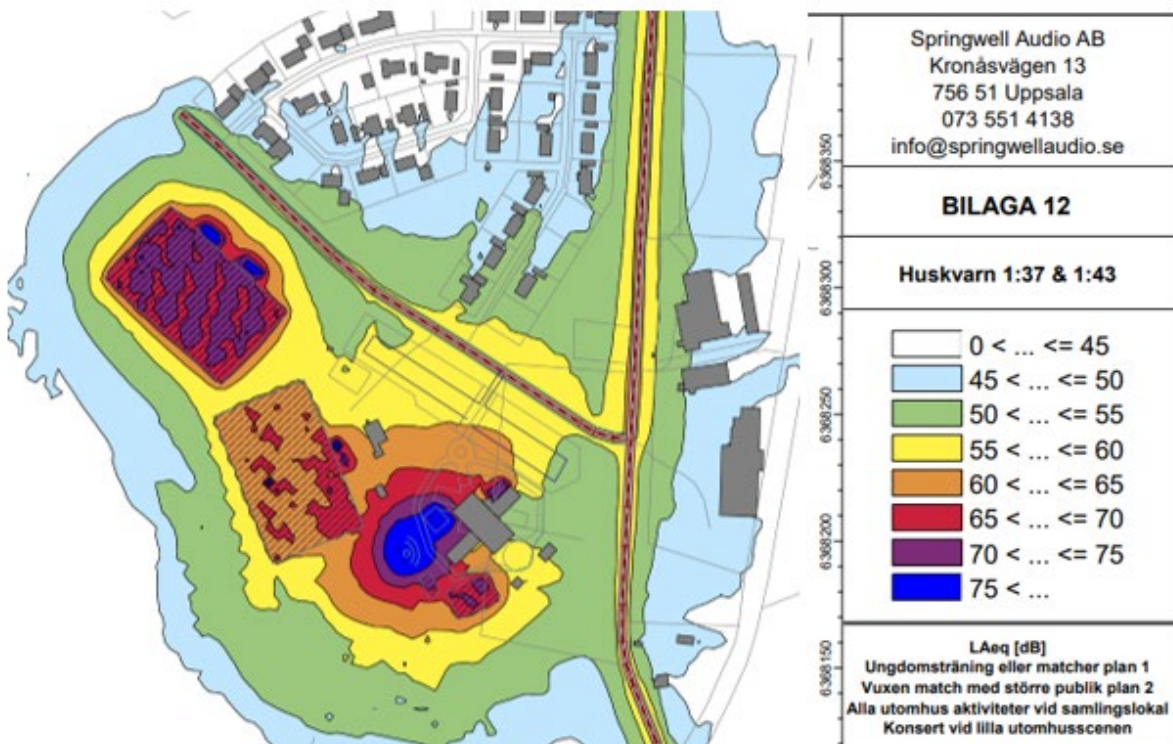 Springwell Audio AB
Kronåsvägen 13
756 51 Uppsala
073 551 4138
info@springwellaudio.se
BILAGA 12
Huskvarn 1:37 & 1:43
0 < ... <= 45
45 < ... <= 50
50 < ... <= 55
55 < ... <= 60
60 < ... <= 65
65 < ... <= 70
70 < ... <= 75
75 < ...
LAeq [dB]
Ungdomsträning eller matcher plan 1
Vuxen match med större publik plan 2
Alla utomhus aktiviteter vid samlingslokal
Konsert vid lilla utomhusscenen
6368350
6368300
6368250
6368200
6368150